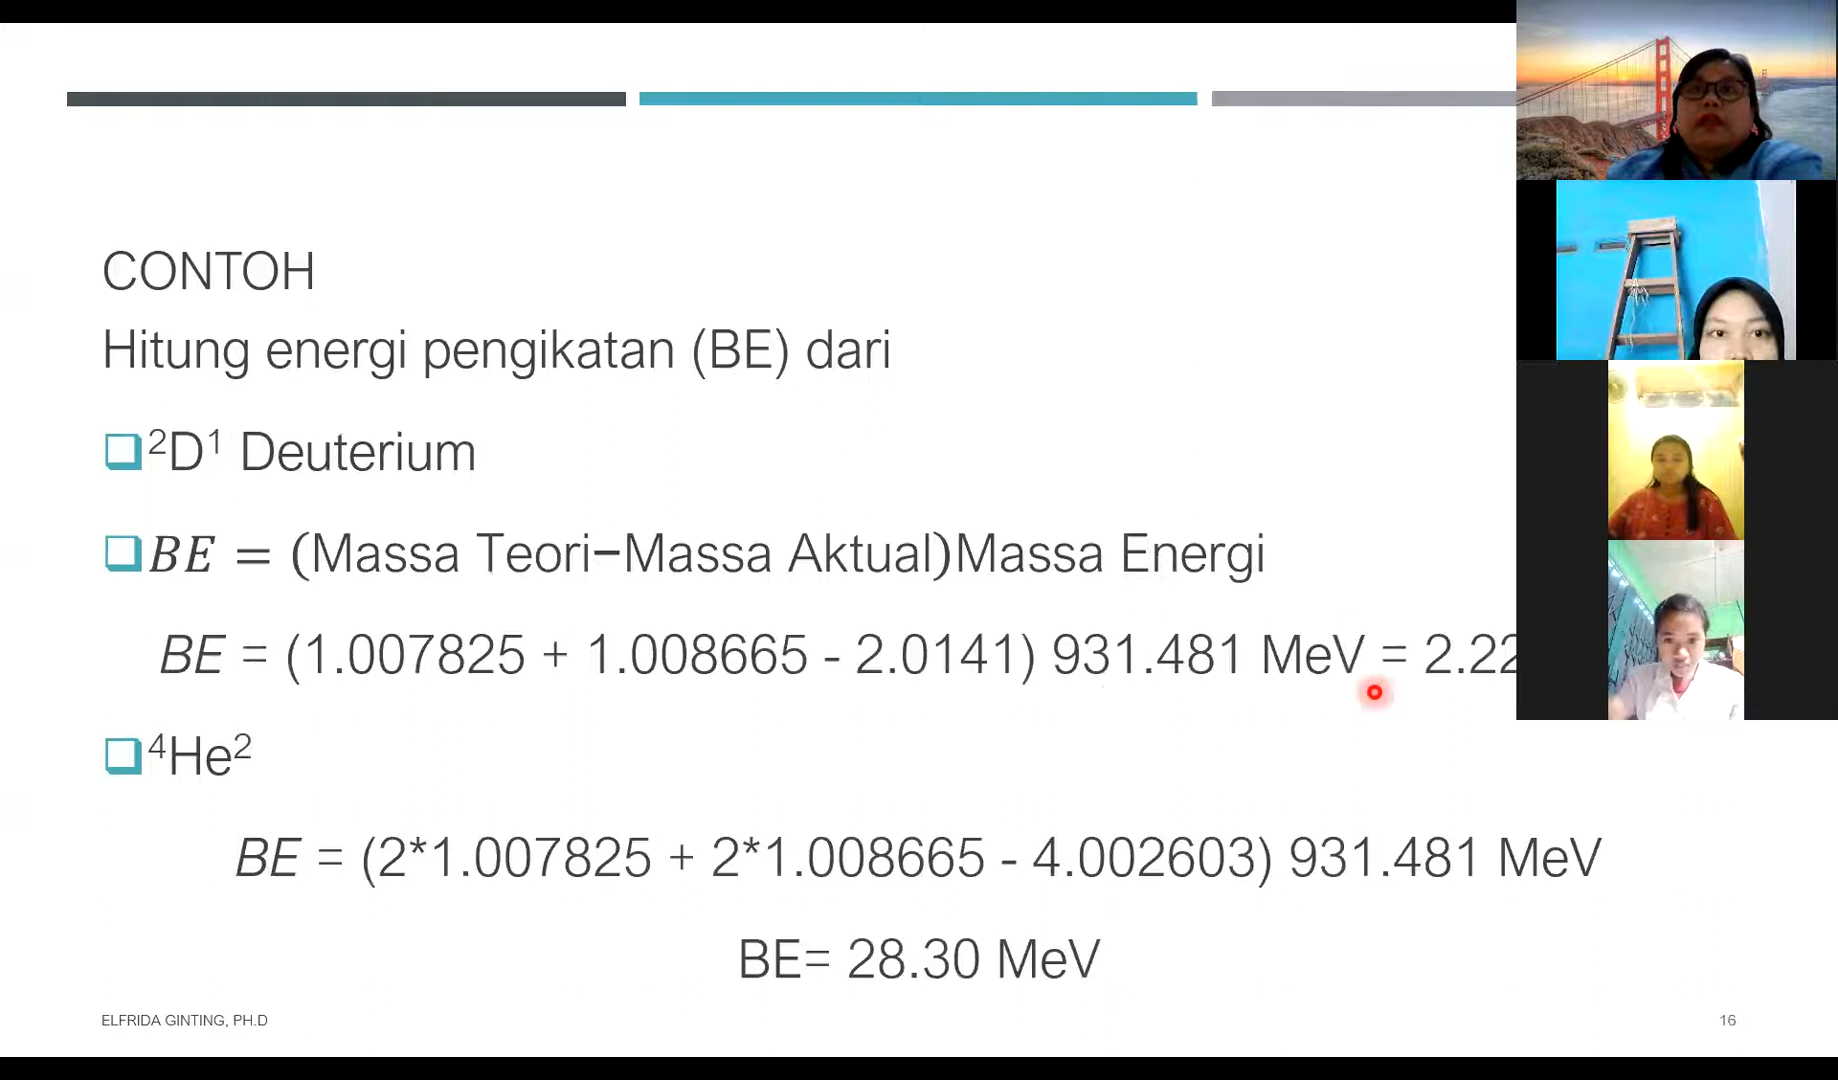 CONTOH
Hitung energi pengikatan (BE) dari
²D¹ Deuterium
BE = (Massa Teori−Massa Aktual)Massa Energi
BE = (1.007825 + 1.008665 - 2.0141) 931.481 MeV = 2.22
⁴He²
BE = (2*1.007825 + 2*1.008665 - 4.002603) 931.481 MeV
BE= 28.30 MeV
ELFRIDA GINTING, PH.D
16